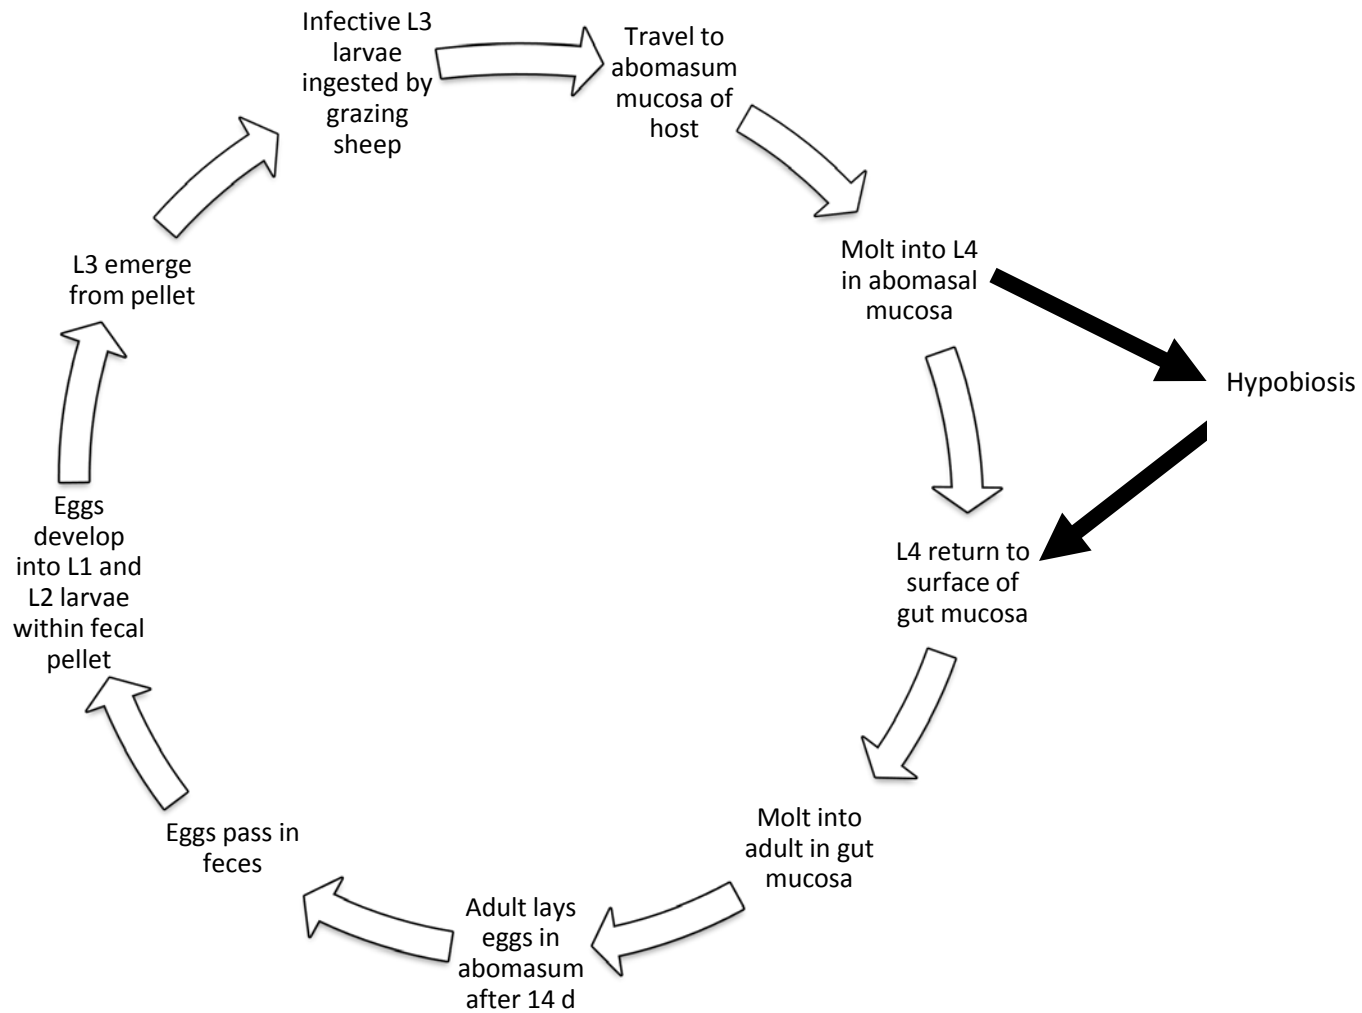 Infective L3
larvae
ingested by
grazing
sheep
Travel to
abomasum
mucosa of
host
Molt into L4
in abomasal
mucosa
Hypobiosis
L4 return to
surface of
gut mucosa
Molt into
adult in gut
mucosa
Adult lays
eggs in
abomasum
after 14 d
Eggs pass in
feces
Eggs
develop
into L1 and
L2 larvae
within fecal
pellet
L3 emerge
from pellet